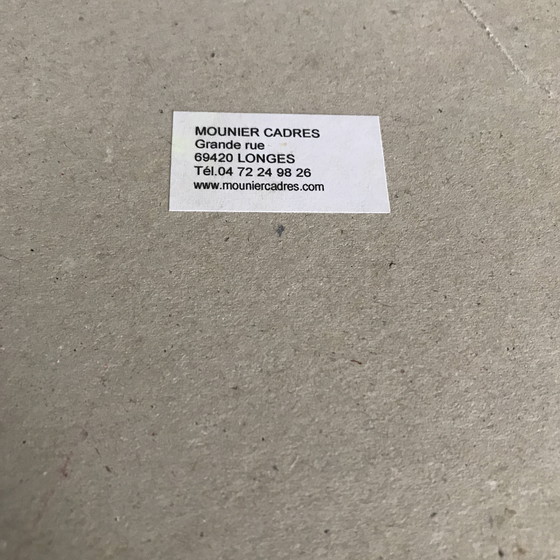 MOUNIER CADRES
Grande rue
69420 LONGES
Tél.04 72 24 98 26
www.mouniercadres.com